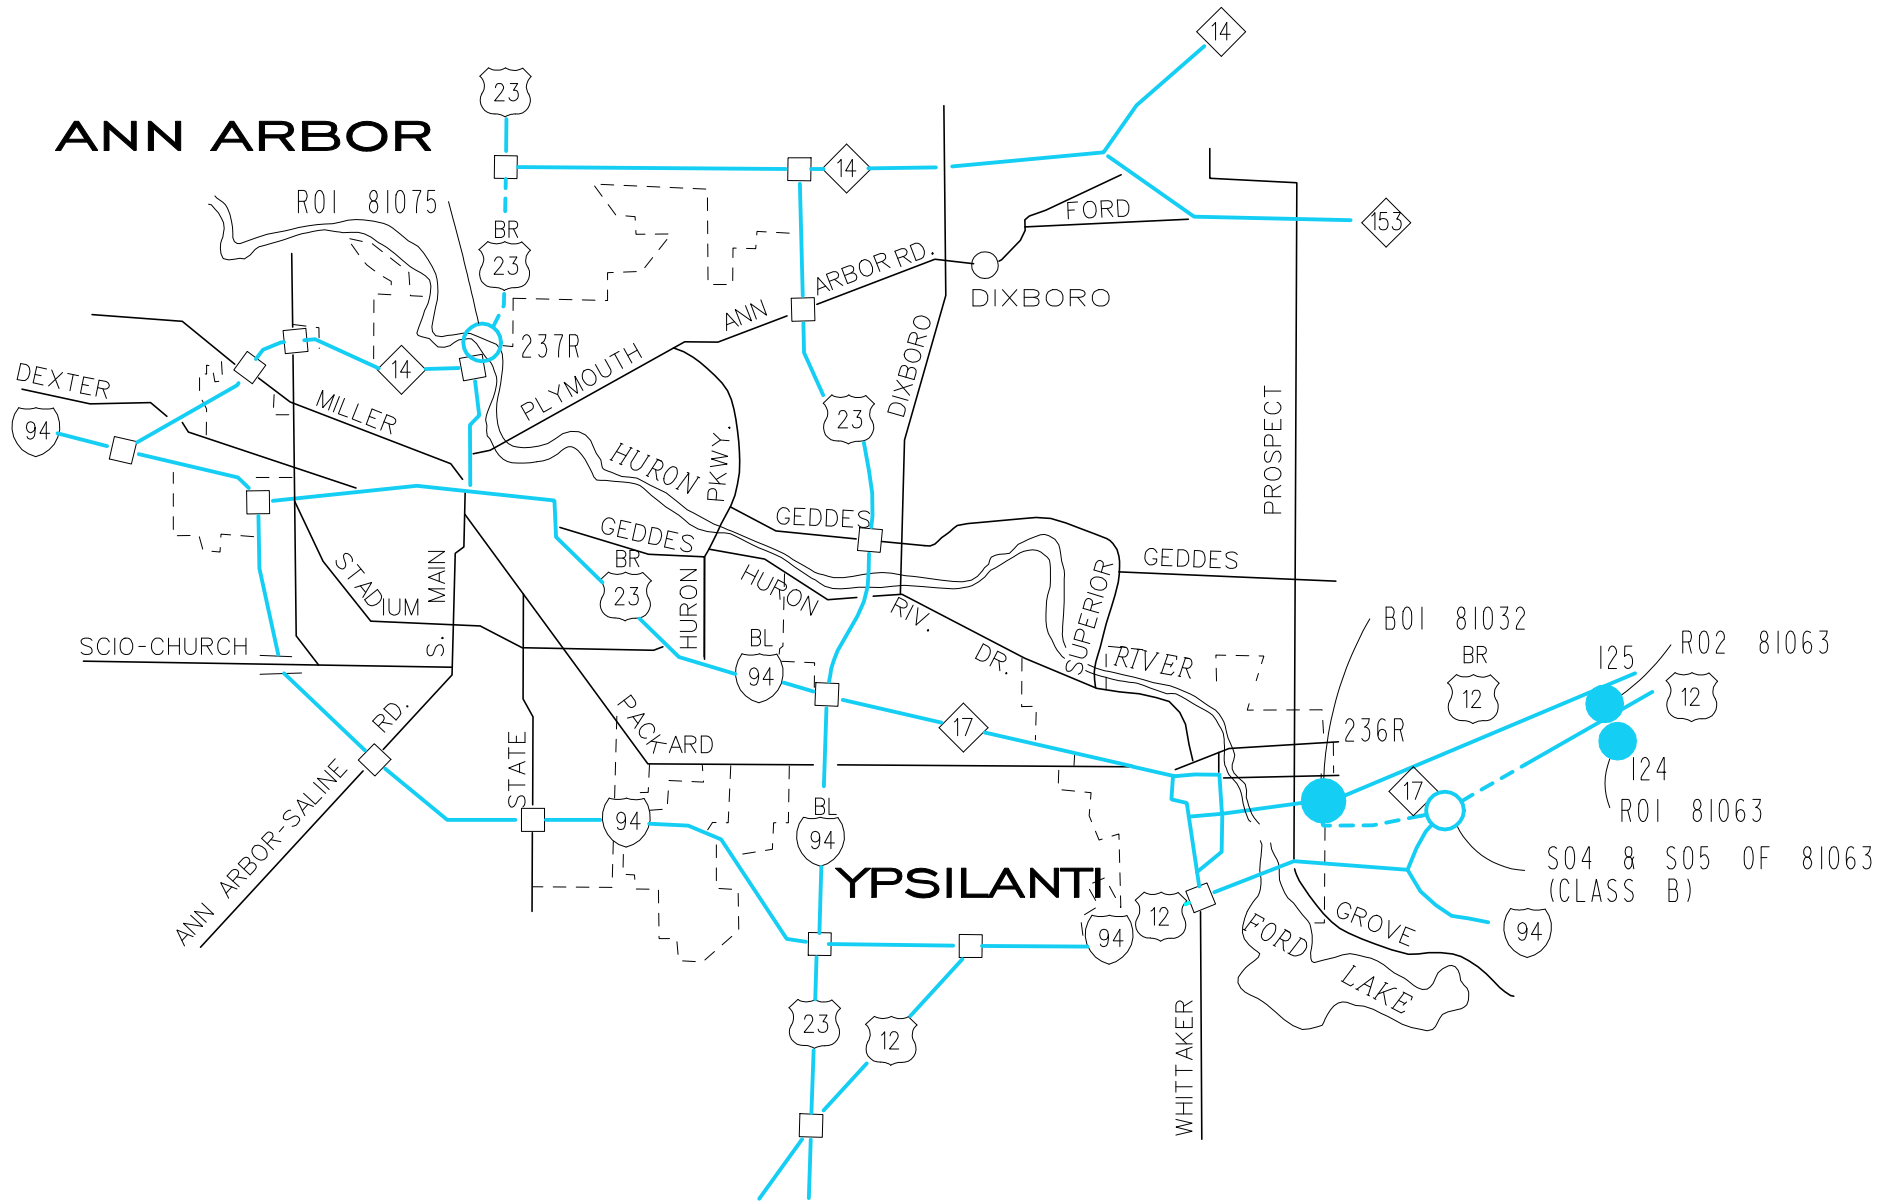 14
23
ANN ARBOR
14
R01 81075
FORD
153
BR
23
ANN ARBOR RD.
DIXBORO
237R
14
PLYMOUTH
DIXBORO
DEXTER
MILLER
23
94
PROSPECT
HURON
PKWY.
GEDDES
GEDDES
GEDDES
STADIUM
S. MAIN
BR
23
HURON
HURON
RIV.
DR.
SUPERIOR
RIVER
B01 81032
SCIO-CHURCH
BL
94
125
R02 81063
BR
12
12
RD.
PACKARD
17
236R
STATE
ANN ARBOR-SALINE
124
17
R01 81063
94
BL
94
S04 & S05 OF 81063
(CLASS B)
YPSILANTI
12
94
GROVE
94
FORD
LAKE
23
12
WHITTAKER